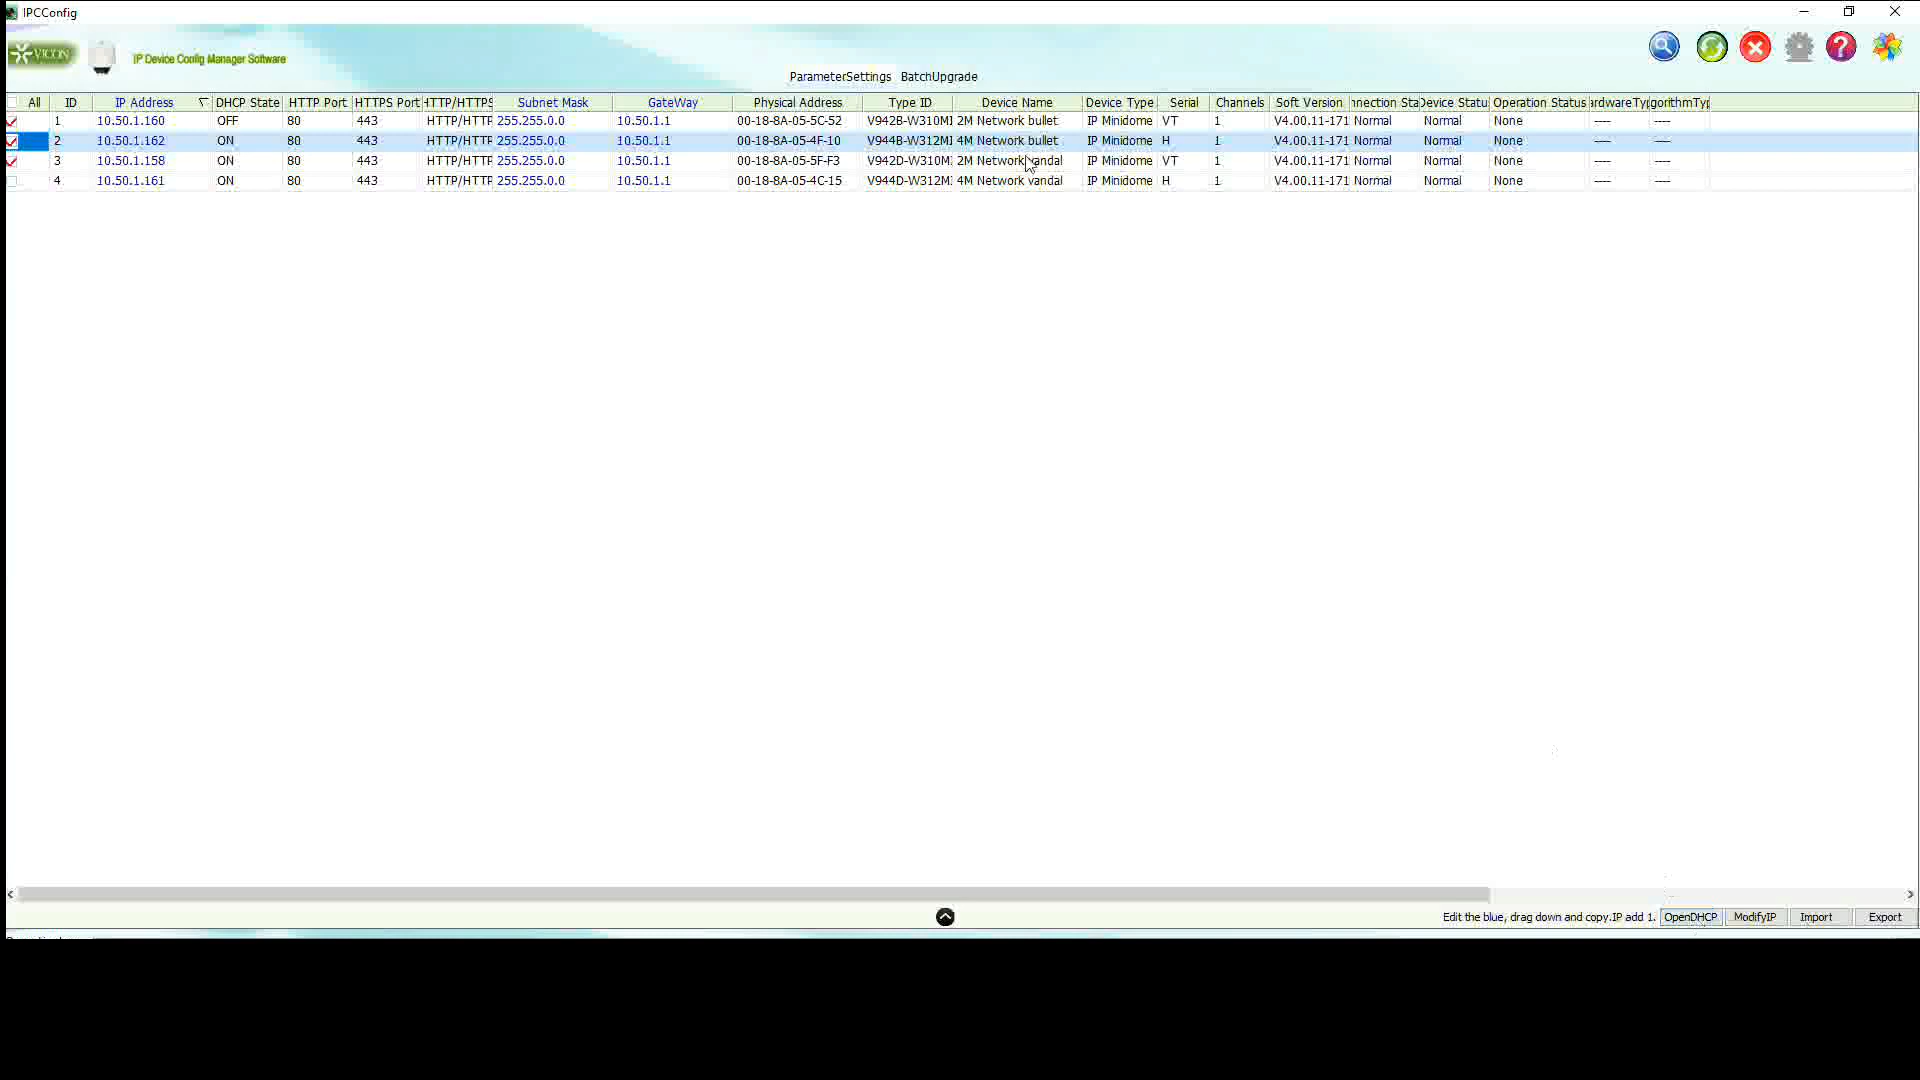 IPCConfig
VICON IP Device Config Manager Software
ParameterSettings BatchUpgrade
All ID IP Address DHCP State HTTP Port HTTPS Port HTTP/HTTPS Subnet Mask GateWay Physical Address Type ID Device Name Device Type Serial Channels Soft Version nnection Sta Device Statu Operation Status ardwareTy gorithmTyp
1 10.50.1.160 OFF 80 443 HTTP/HTTP 255.255.0.0 10.50.1.1 00-18-8A-05-5C-52 V942B-W310MI 2M Network bullet IP Minidome VT 1 V4.00.11-171 Normal Normal None ---- ----
2 10.50.1.162 ON 80 443 HTTP/HTTP 255.255.0.0 10.50.1.1 00-18-8A-05-4F-10 V944B-W312MI 4M Network bullet IP Minidome H 1 V4.00.11-171 Normal Normal None ---- ----
3 10.50.1.158 ON 80 443 HTTP/HTTP 255.255.0.0 10.50.1.1 00-18-8A-05-5F-F3 V942D-W310M 2M Network vandal IP Minidome VT 1 V4.00.11-171 Normal Normal None ---- ----
4 10.50.1.161 ON 80 443 HTTP/HTTP 255.255.0.0 10.50.1.1 00-18-8A-05-4C-15 V944D-W312M 4M Network vandal IP Minidome H 1 V4.00.11-171 Normal Normal None ---- ----
Edit the blue, drag down and copy.IP add 1. OpenDHCP ModifyIP Import Export